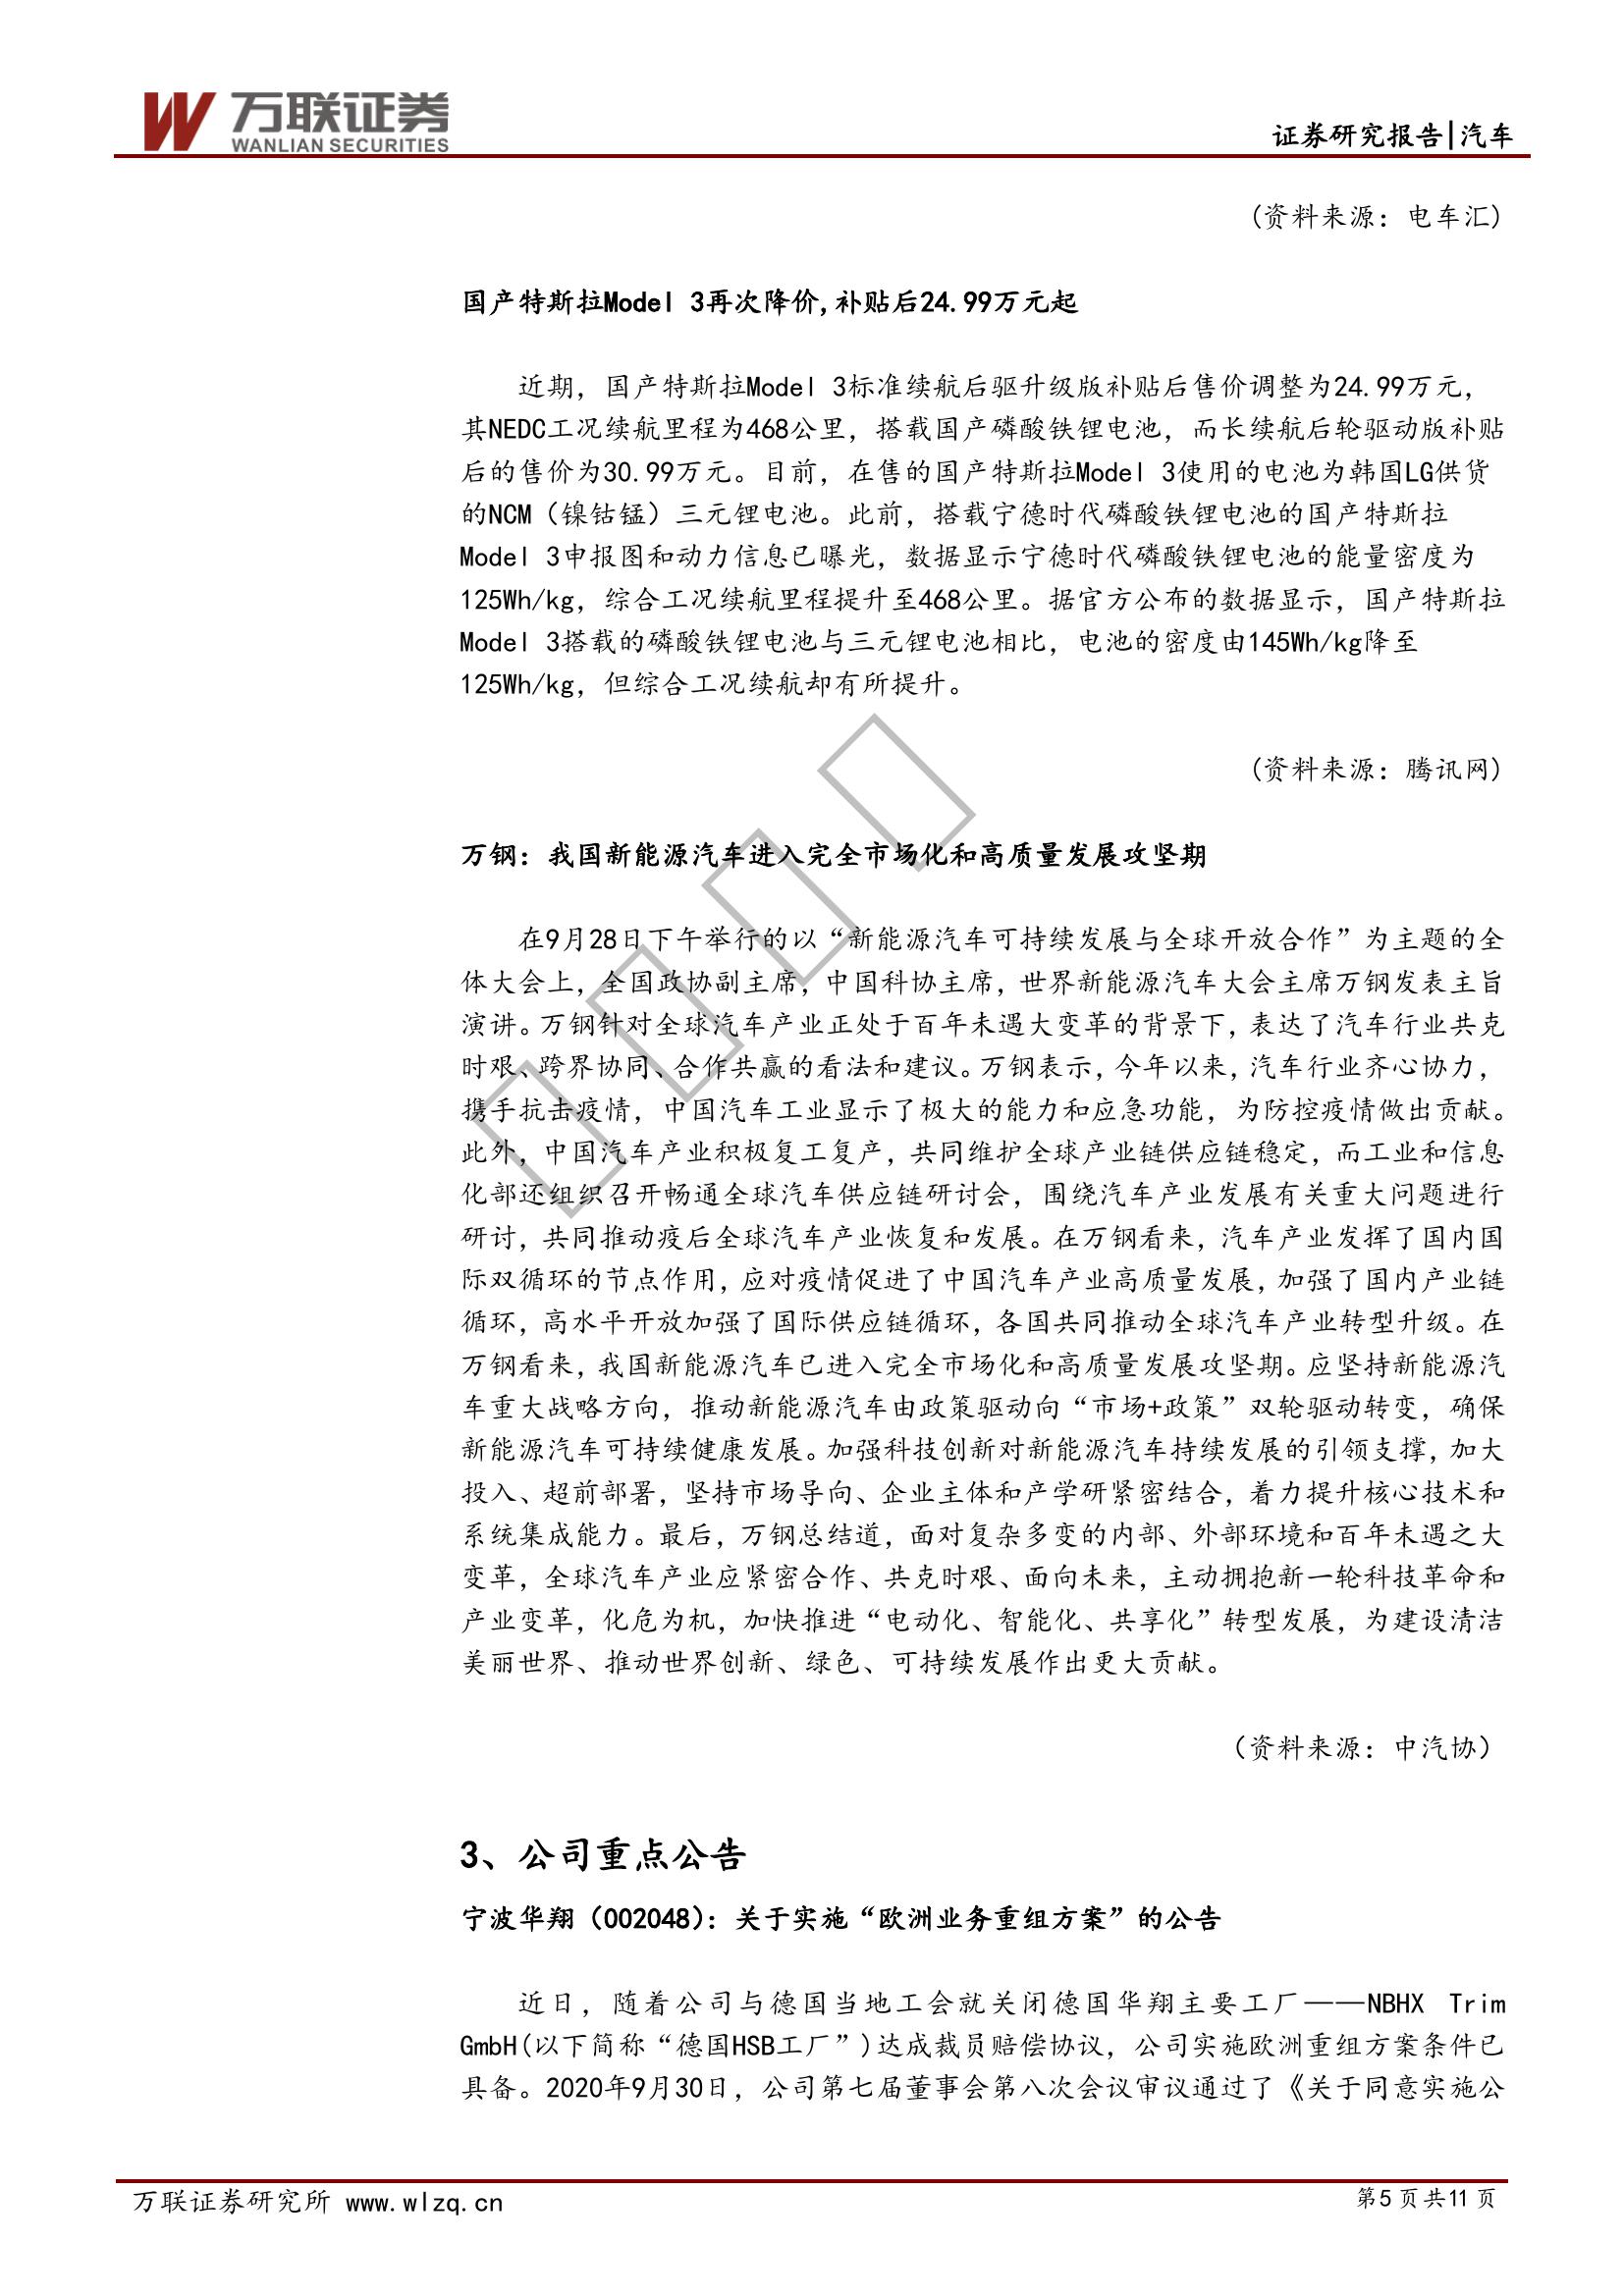 万联证券
WANLIAN SECURITIES
证券研究报告|汽车
(资料来源：电车汇)
国产特斯拉Model 3再次降价,补贴后24.99万元起
近期，国产特斯拉Model 3标准续航后驱升级版补贴后售价调整为24.99万元，
其NEDC工况续航里程为468公里，搭载国产磷酸铁锂电池，而长续航后轮驱动版补贴
后的售价为30.99万元。目前，在售的国产特斯拉Model 3使用的电池为韩国LG供货
的NCM（镍钴锰）三元锂电池。此前，搭载宁德时代磷酸铁锂电池的国产特斯拉
Model 3申报图和动力信息已曝光，数据显示宁德时代磷酸铁锂电池的能量密度为
125Wh/kg，综合工况续航里程提升至468公里。据官方公布的数据显示，国产特斯拉
Model 3搭载的磷酸铁锂电池与三元锂电池相比，电池的密度由145Wh/kg降至
125Wh/kg，但综合工况续航却有所提升。
(资料来源：腾讯网)
万钢：我国新能源汽车进入完全市场化和高质量发展攻坚期
在9月28日下午举行的以“新能源汽车可持续发展与全球开放合作”为主题的全
体大会上，全国政协副主席，中国科协主席，世界新能源汽车大会主席万钢发表主旨
演讲。万钢针对全球汽车产业正处于百年未遇大变革的背景下，表达了汽车行业共克
时艰、跨界协同、合作共赢的看法和建议。万钢表示，今年以来，汽车行业齐心协力，
携手抗击疫情，中国汽车工业显示了极大的能力和应急功能，为防控疫情做出贡献。
此外，中国汽车产业积极复工复产，共同维护全球产业链供应链稳定，而工业和信息
化部还组织召开畅通全球汽车供应链研讨会，围绕汽车产业发展有关重大问题进行
研讨，共同推动疫后全球汽车产业恢复和发展。在万钢看来，汽车产业发挥了国内国
际双循环的节点作用，应对疫情促进了中国汽车产业高质量发展，加强了国内产业链
循环，高水平开放加强了国际供应链循环，各国共同推动全球汽车产业转型升级。在
万钢看来，我国新能源汽车已进入完全市场化和高质量发展攻坚期。应坚持新能源汽
车重大战略方向，推动新能源汽车由政策驱动向“市场+政策”双轮驱动转变，确保
新能源汽车可持续健康发展。加强科技创新对新能源汽车持续发展的引领支撑，加大
投入、超前部署，坚持市场导向、企业主体和产学研紧密结合，着力提升核心技术和
系统集成能力。最后，万钢总结道，面对复杂多变的内部、外部环境和百年未遇之大
变革，全球汽车产业应紧密合作、共克时艰、面向未来，主动拥抱新一轮科技革命和
产业变革，化危为机，加快推进“电动化、智能化、共享化”转型发展，为建设清洁
美丽世界、推动世界创新、绿色、可持续发展作出更大贡献。
（资料来源：中汽协）
3、公司重点公告
宁波华翔（002048）：关于实施“欧洲业务重组方案”的公告
近日，随着公司与德国当地工会就关闭德国华翔主要工厂——NBHX Trim
GmbH(以下简称“德国HSB工厂”)达成裁员赔偿协议，公司实施欧洲重组方案条件已
具备。2020年9月30日，公司第七届董事会第八次会议审议通过了《关于同意实施公
万联证券研究所 www.wlzq.cn
第5页共11页